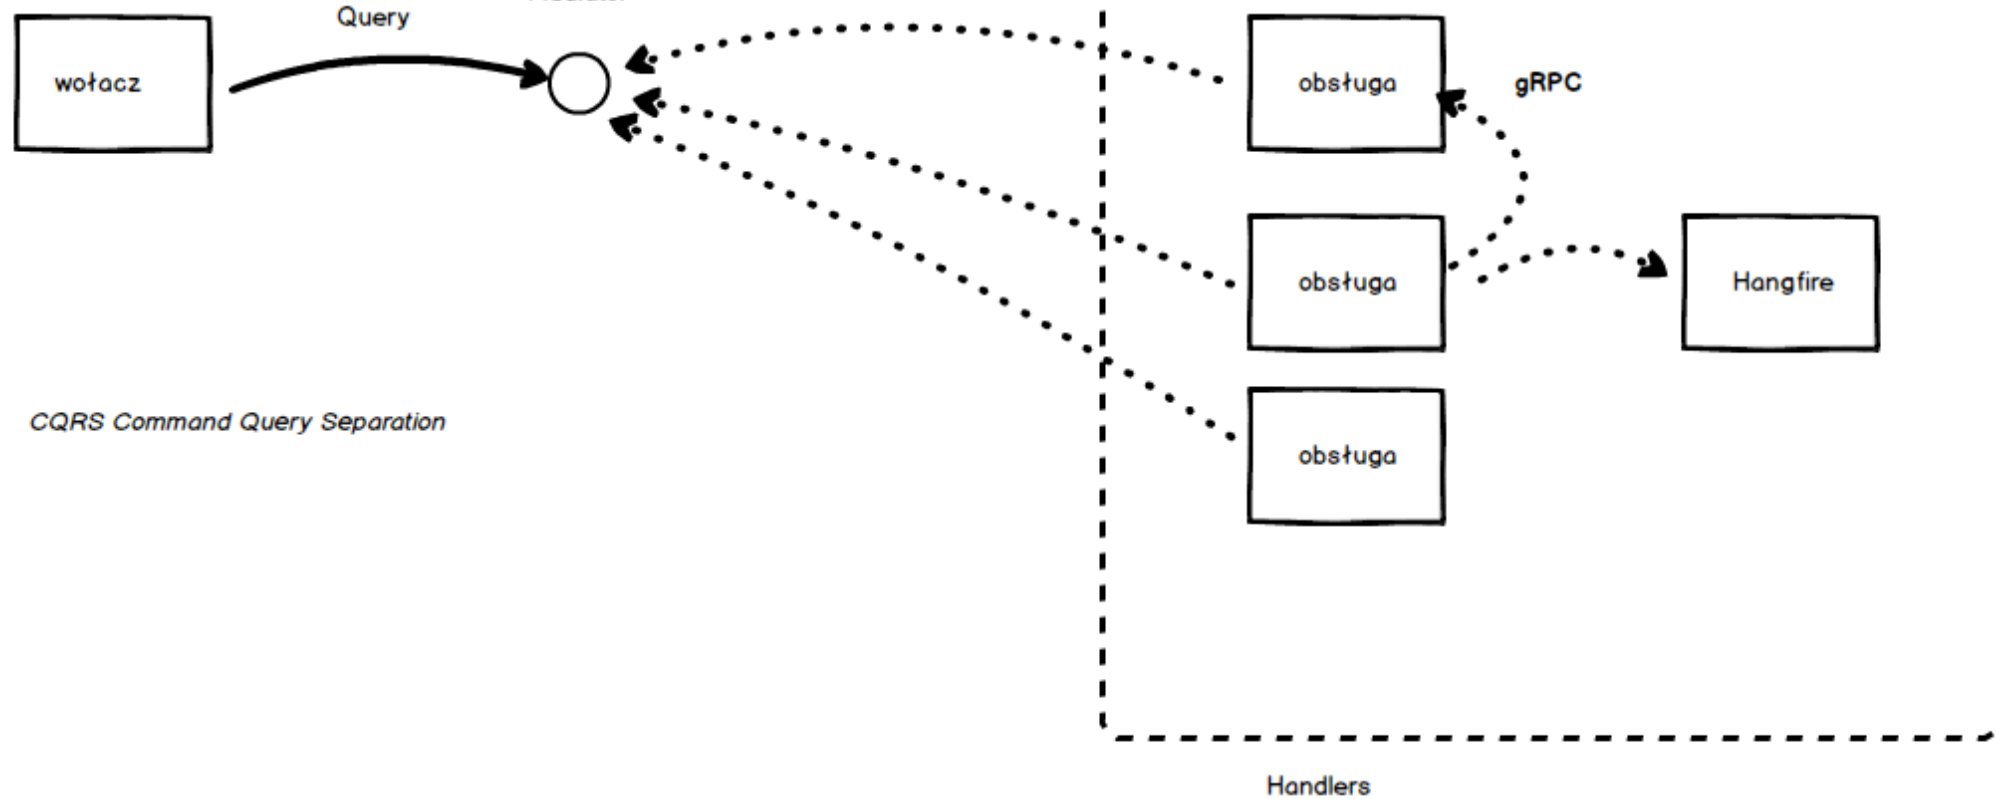 Query
wołacz
obsługa
gRPC
obsługa
Hangfire
CQRS Command Query Separation
obsługa
Handlers